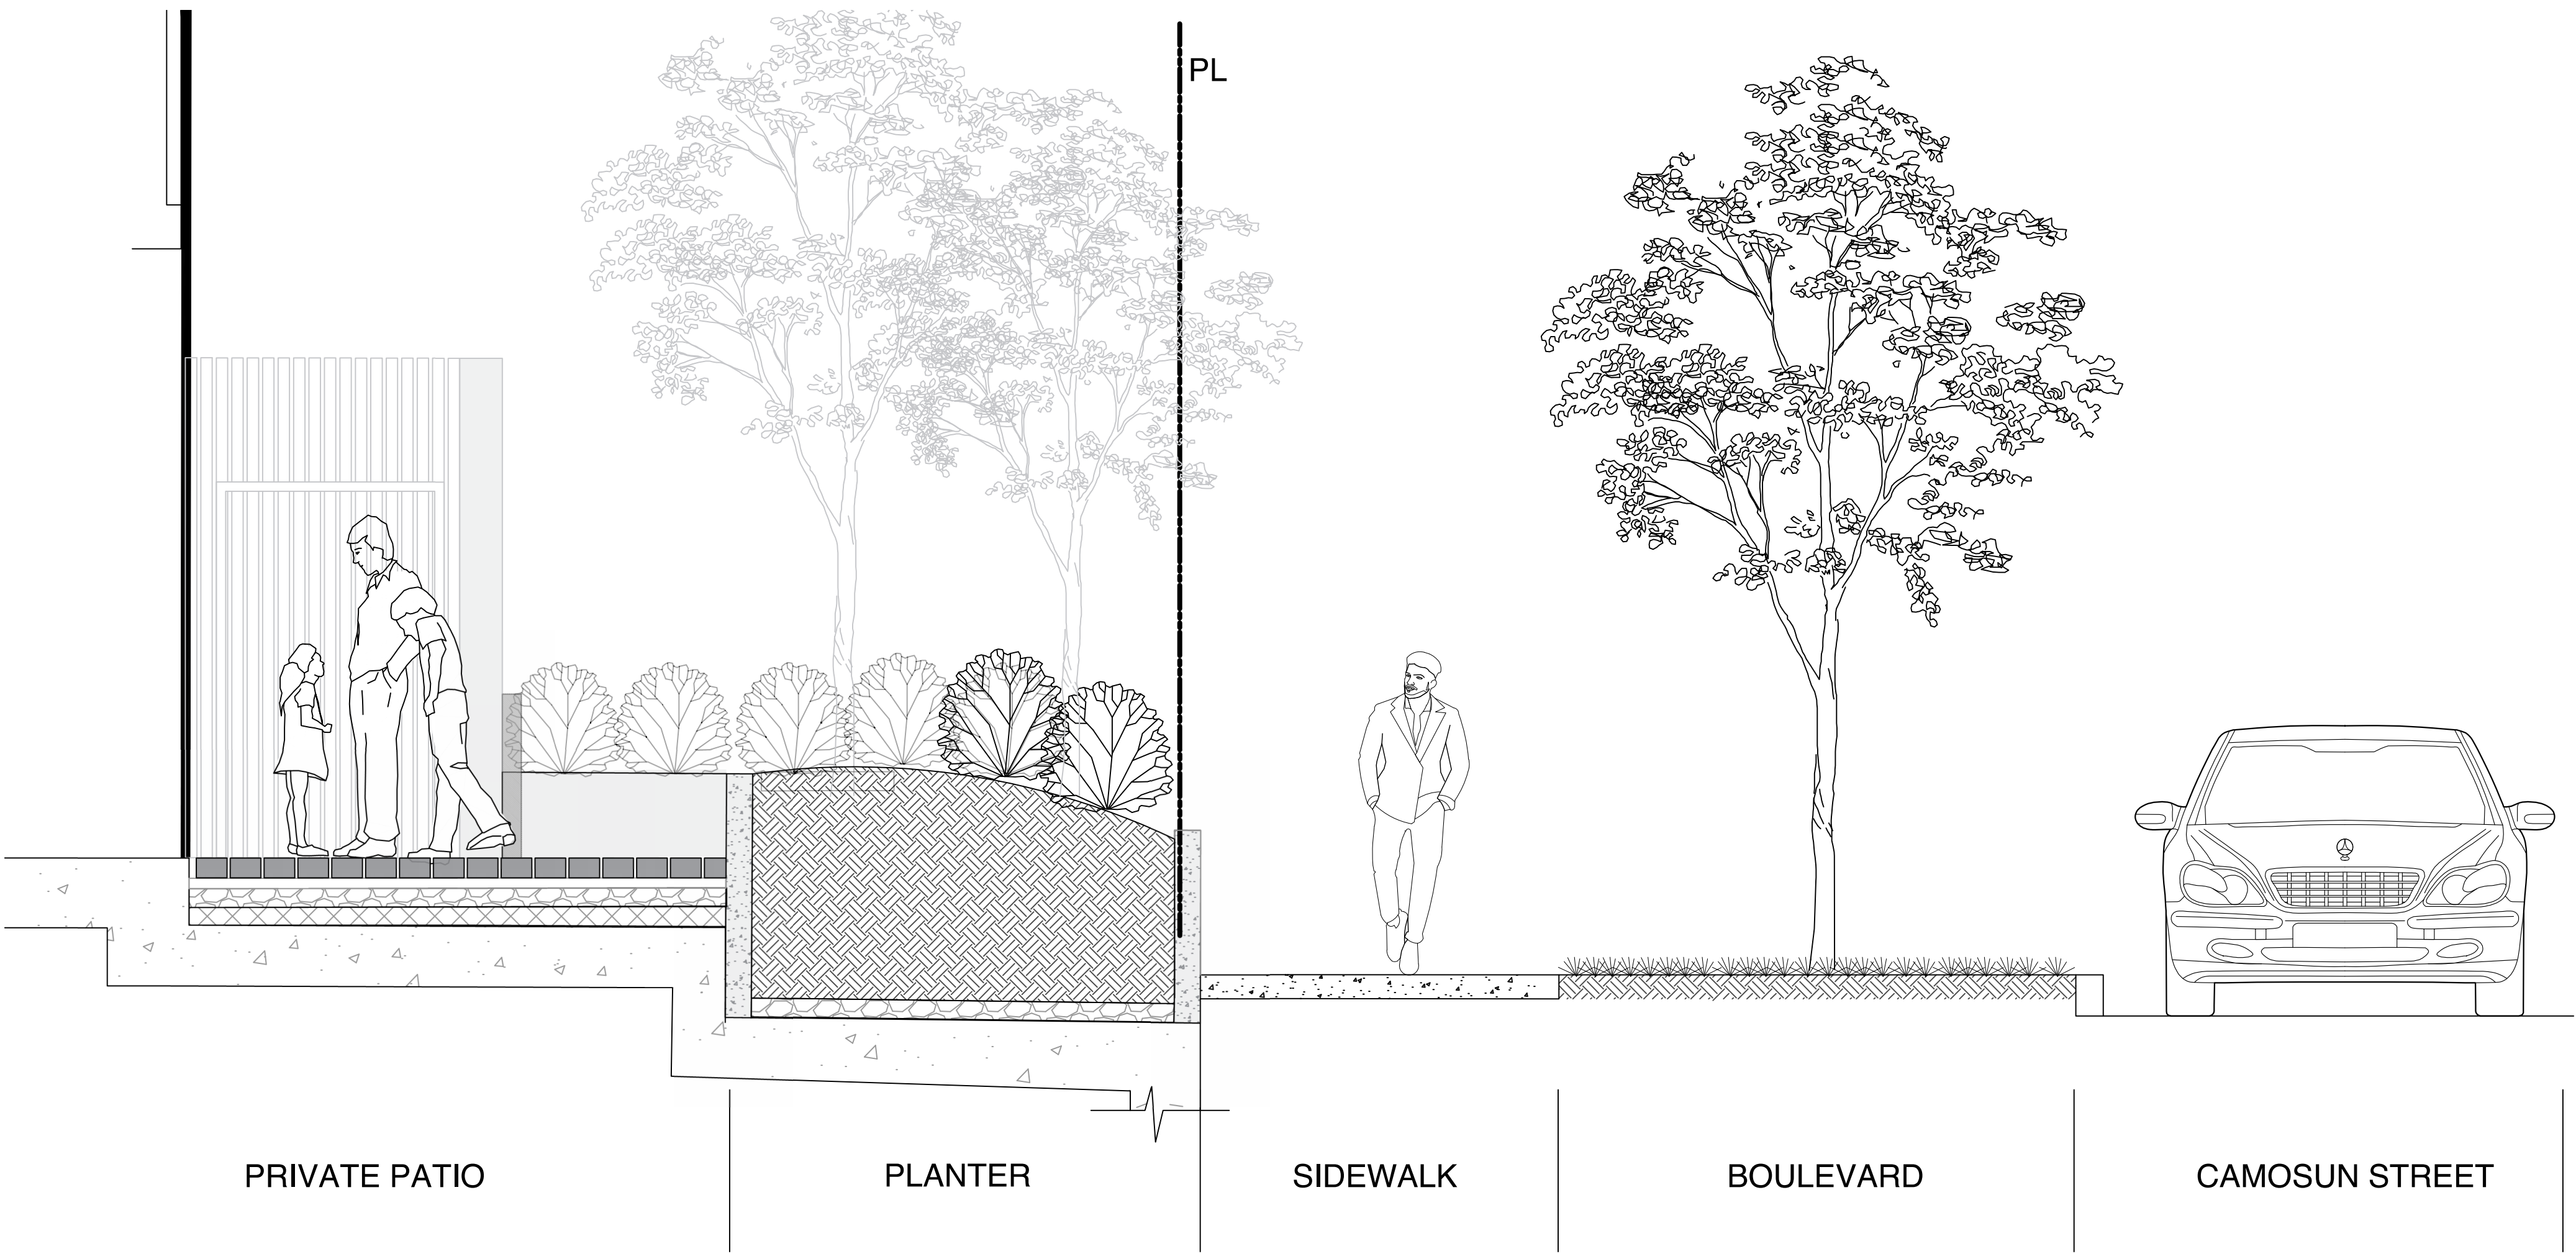 PL
PRIVATE PATIO
PLANTER
SIDEWALK
BOULEVARD
CAMOSUN STREET